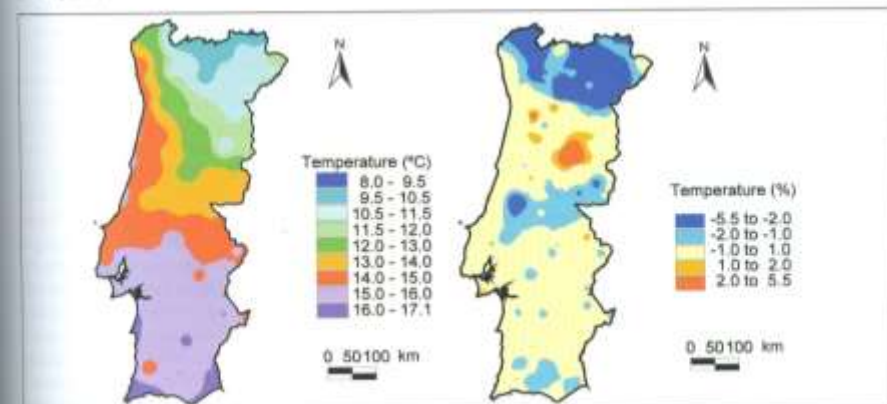 N
Temperature (ºC)
8.0 - 9.5
9.5 - 10.5
10.5 - 11.5
11.5 - 12.0
12.0 - 13.0
13.0 - 14.0
14.0 - 15.0
15.0 - 16.0
16.0 - 17.1
0 50100 km
N
Temperature (%)
-5.5 to -2.0
-2.0 to -1.0
-1.0 to 1.0
1.0 to 2.0
2.0 to 5.5
0 50100 km